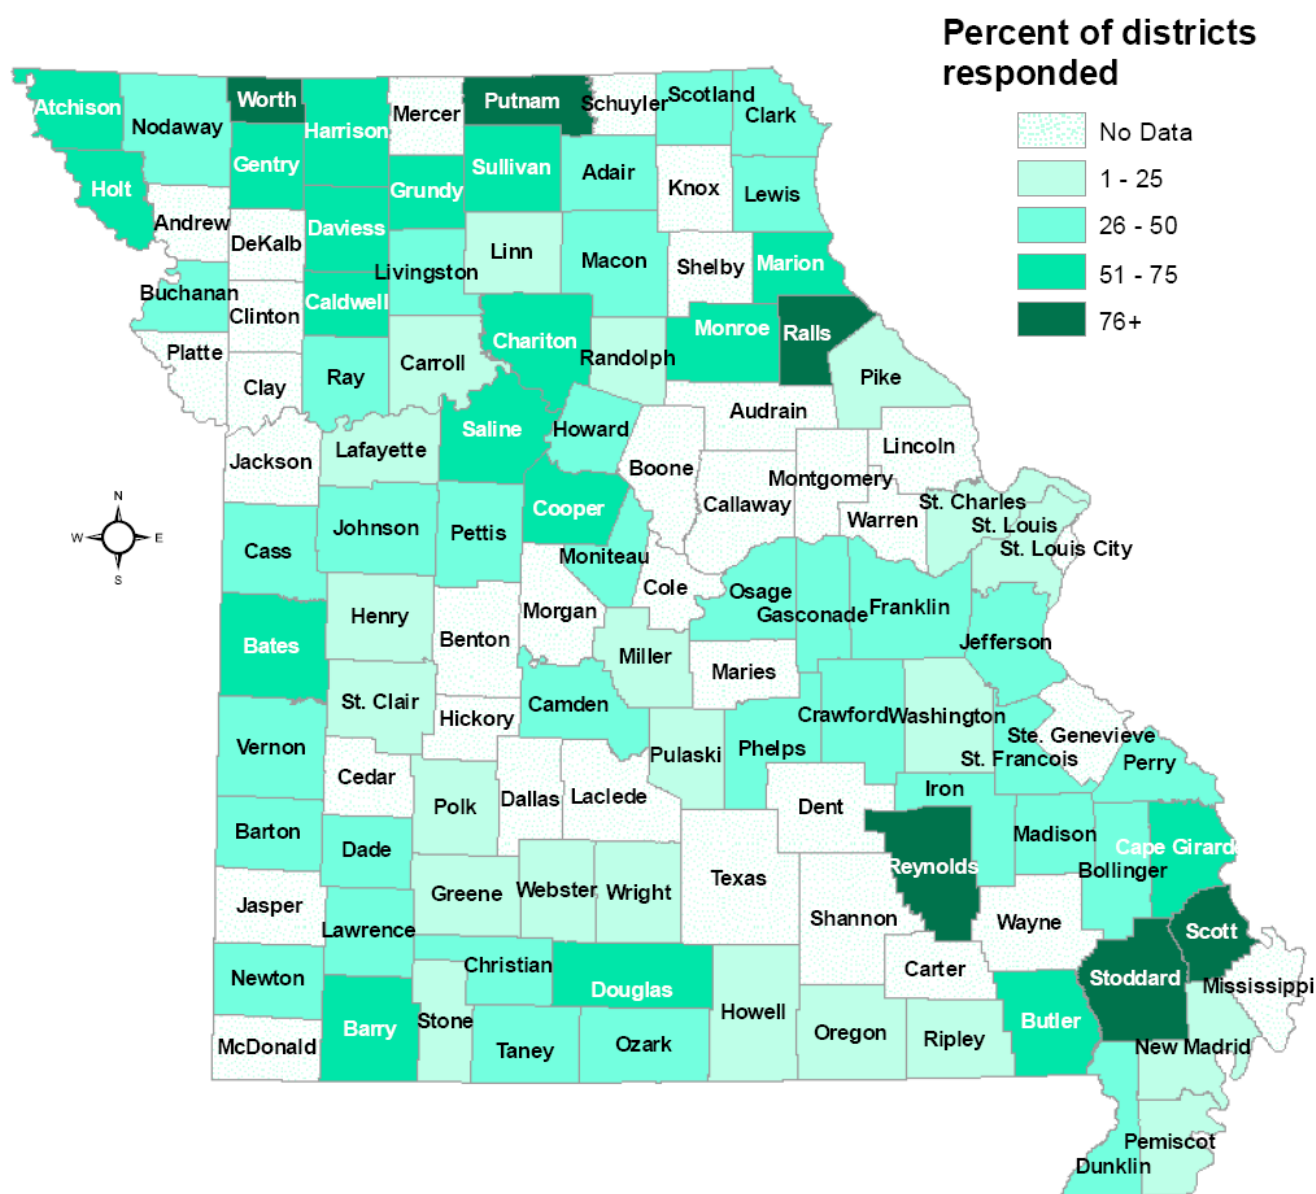 Percent of districts
responded
No Data
1 - 25
26 - 50
51 - 75
76+
Atchison
Nodaway
Worth
Harrison
Mercer
Putnam
Schuyler
Scotland
Clark
Gentry
Holt
Grundy
Sullivan
Adair
Knox
Lewis
Andrew
DeKalb
Daviess
Livingston
Linn
Macon
Shelby
Marion
Buchanan
Clinton
Caldwell
Chariton
Randolph
Monroe
Ralls
Platte
Clay
Ray
Carroll
Pike
Audrain
Saline
Howard
Boone
Lincoln
Jackson
Lafayette
Callaway
Montgomery
Warren
St. Charles
St. Louis
St. Louis City
N
W
E
S
Cass
Johnson
Pettis
Cooper
Moniteau
Cole
Osage
Gasconade
Franklin
Jefferson
Bates
Henry
Benton
Morgan
Miller
Maries
St. Clair
Hickory
Camden
Pulaski
Phelps
Crawford
Washington
Ste. Genevieve
St. Francois
Perry
Vernon
Cedar
Polk
Dallas
Laclede
Dent
Iron
Madison
Cape Girard
Bollinger
Barton
Dade
Greene
Webster
Wright
Texas
Reynolds
Shannon
Wayne
Scott
Jasper
Lawrence
Christian
Douglas
Carter
Stoddard
Mississippi
Newton
Barry
Stone
Taney
Ozark
Howell
Oregon
Ripley
Butler
New Madrid
McDonald
Pemiscot
Dunklin